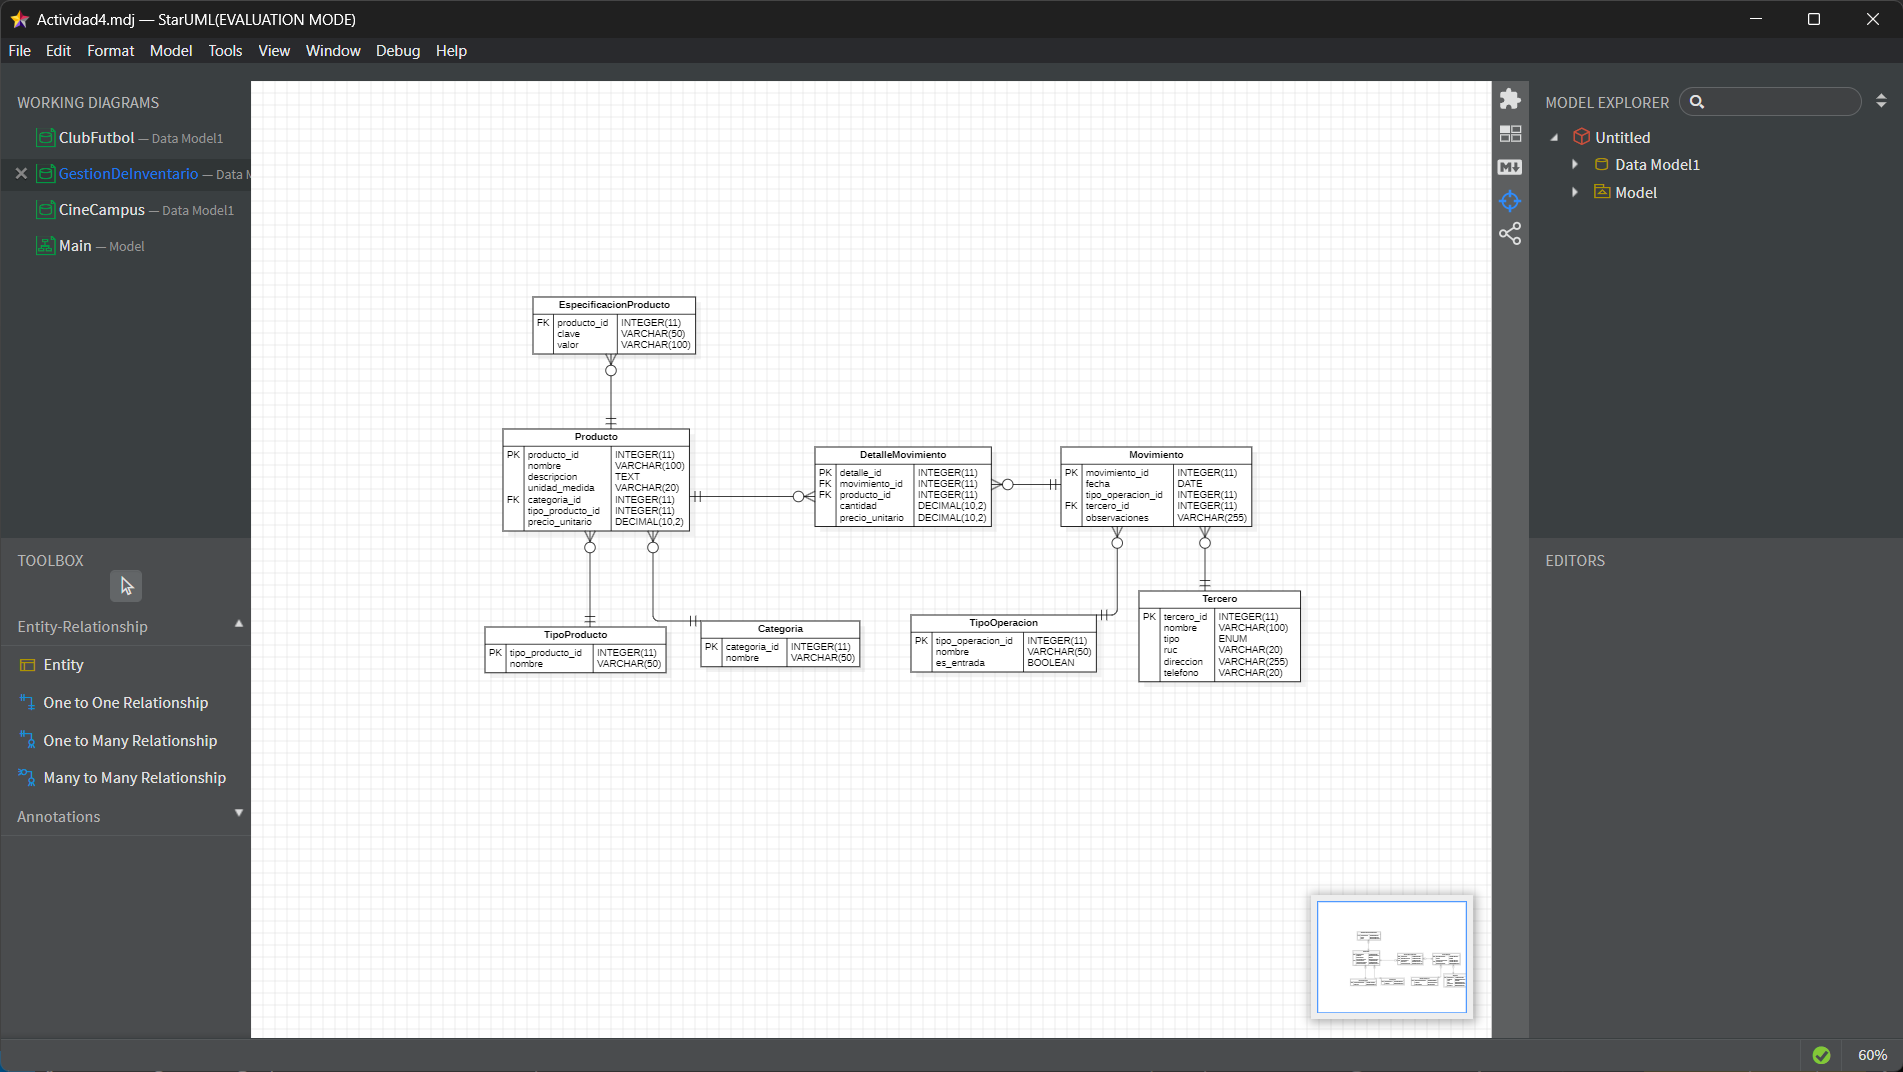 Actividad4.mdj — StarUML(EVALUATION MODE)
File Edit Format Model Tools View Window Debug Help
WORKING DIAGRAMS
ClubFutbol — Data Model1
GestionDeInventario — Data M
CineCampus — Data Model1
Main — Model
TOOLBOX
Entity-Relationship
Entity
One to One Relationship
One to Many Relationship
Many to Many Relationship
Annotations
EspecificacionProducto
FK producto_id INTEGER(11)
clave VARCHAR(50)
valor VARCHAR(100)
Producto
PK producto_id INTEGER(11)
nombre VARCHAR(100)
descripcion TEXT
unidad_medida VARCHAR(20)
FK categoria_id INTEGER(11)
tipo_producto_id INTEGER(11)
precio_unitario DECIMAL(10,2)
DetalleMovimiento
PK detalle_id INTEGER(11)
FK movimiento_id INTEGER(11)
FK producto_id INTEGER(11)
cantidad DECIMAL(10,2)
precio_unitario DECIMAL(10,2)
Movimiento
PK movimiento_id INTEGER(11)
fecha DATE
tipo_operacion_id INTEGER(11)
FK tercero_id INTEGER(11)
observaciones VARCHAR(255)
TipoProducto
PK tipo_producto_id INTEGER(11)
nombre VARCHAR(50)
Categoria
PK categoria_id INTEGER(11)
nombre VARCHAR(50)
TipoOperacion
PK tipo_operacion_id INTEGER(11)
nombre VARCHAR(50)
es_entrada BOOLEAN
Tercero
PK tercero_id INTEGER(11)
nombre VARCHAR(100)
tipo ENUM
ruc VARCHAR(20)
direccion VARCHAR(255)
telefono VARCHAR(20)
MODEL EXPLORER
Untitled
Data Model1
Model
EDITORS
60%